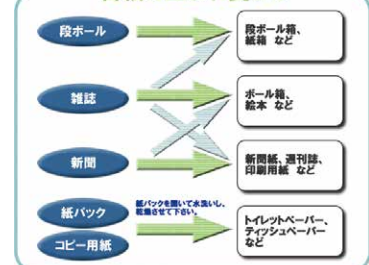 段ボール
段ボール箱、
紙箱 など
雑誌
ボール箱、
絵本 など
新聞
新聞紙、週刊誌、
印刷用紙 など
紙パック
紙パックを開いて水洗いし、
乾燥させて下さい。
コピー用紙
トイレットペーパー、
ティッシュペーパー
など